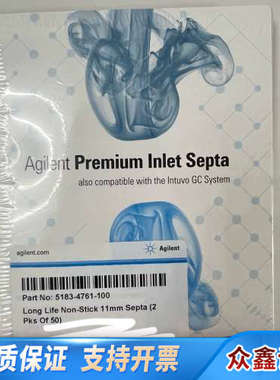 Agilent Premium Inlet Septa
also compatible with the Intuvo GC System
agilent.com
Agilent
Part No: 5183-4761-100
Long Life Non-Stick 11mm Septa (2
Pks Of 50)
质保证 支持开票 众鑫